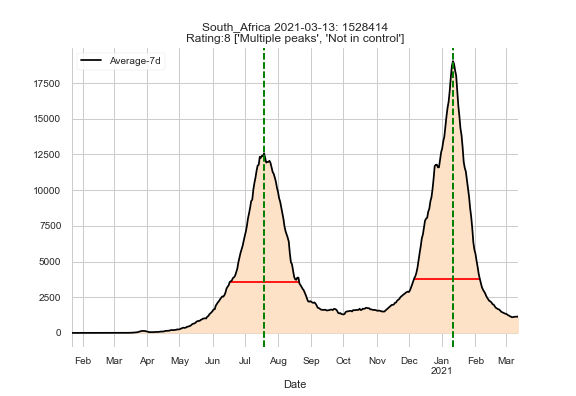 South_Africa 2021-03-13: 1528414
Rating:8 ['Multiple peaks', 'Not in control']
Average-7d
17500
15000
12500
10000
7500
5000
2500
0
Feb Mar Apr May Jun Jul Aug Sep Oct Nov Dec Jan Feb Mar
2021
Date